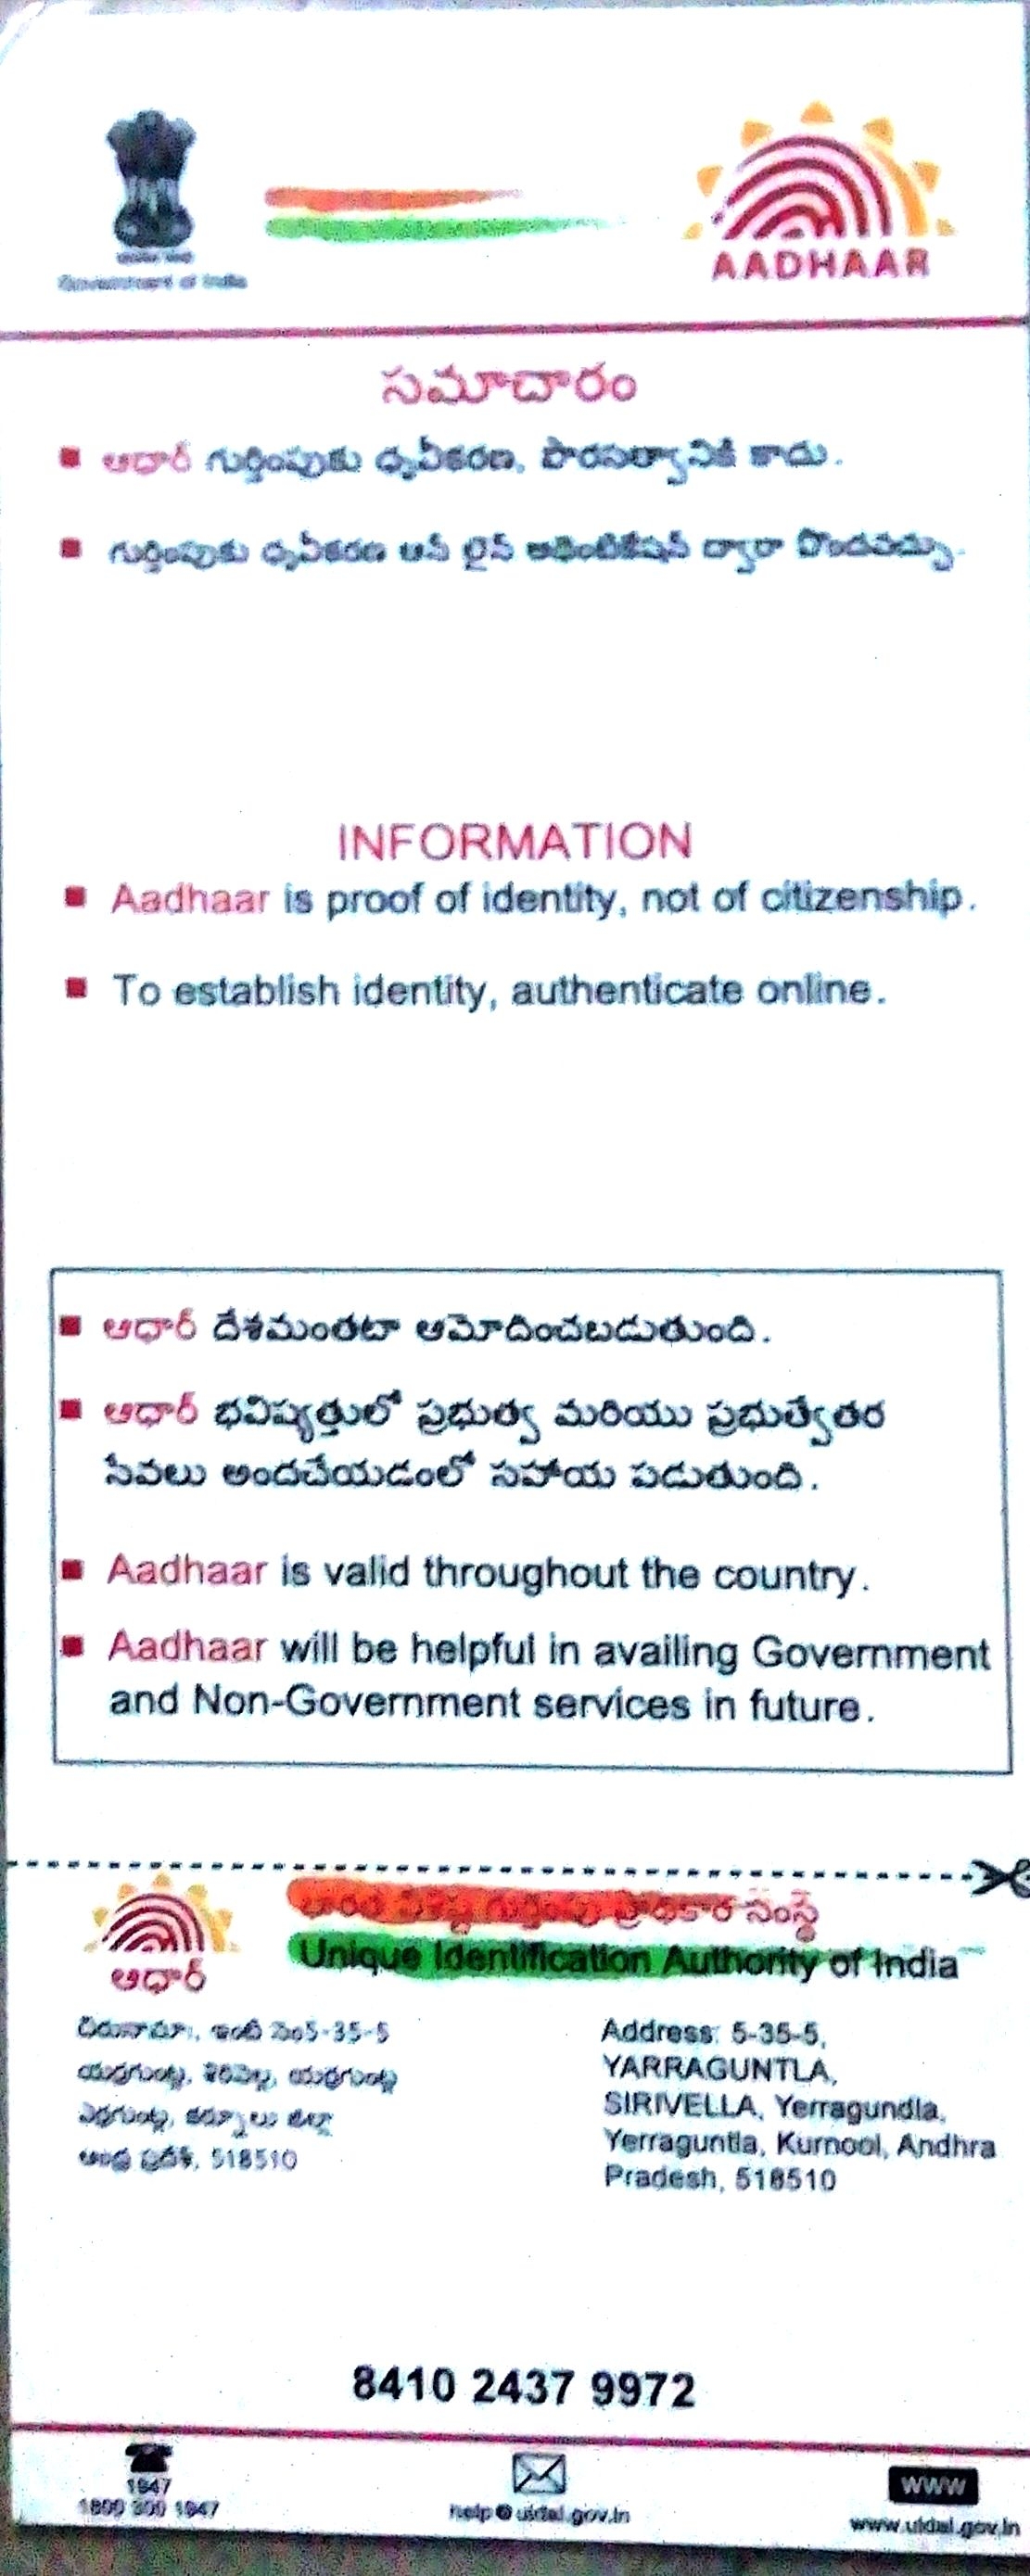 Government of India
AADHAAR
సమాచారం
ఆధార్ గుర్తింపుకు ధృవీకరణ, పౌరసత్వానికి కాదు.
గుర్తింపుకు ధృవీకరణ ఆన్ లైన్ అథెంటికేషన్ ద్వారా పొందవచ్చు.
INFORMATION
Aadhaar is proof of identity, not of citizenship.
To establish identity, authenticate online.
ఆధార్ దేశమంతటా ఆమోదించబడుతుంది.
ఆధార్ భవిష్యత్తులో ప్రభుత్వ మరియు ప్రభుత్వేతర
సేవలు అందచేయడంలో సహాయ పడుతుంది.
Aadhaar is valid throughout the country.
Aadhaar will be helpful in availing Government
and Non-Government services in future.
ఆధార్
గుర్తింపు ప్రాధికార సంస్థ
Unique Identification Authority of India
చిరునామా, ఇంటి నెం5-35-5
యర్రగుంట్ల, శిరివెళ్ల, యర్రగుంట్ల
ఎర్రగుంట్ల, కర్నూలు జిల్లా
ఆంధ్ర ప్రదేశ్, 518510
Address: 5-35-5,
YARRAGUNTLA,
SIRIVELLA, Yerragundla,
Yerraguntla, Kurnool, Andhra
Pradesh, 518510
8410 2437 9972
1947
1800 300 1947
help@uidai.gov.in
WWW
www.uidai.gov.in